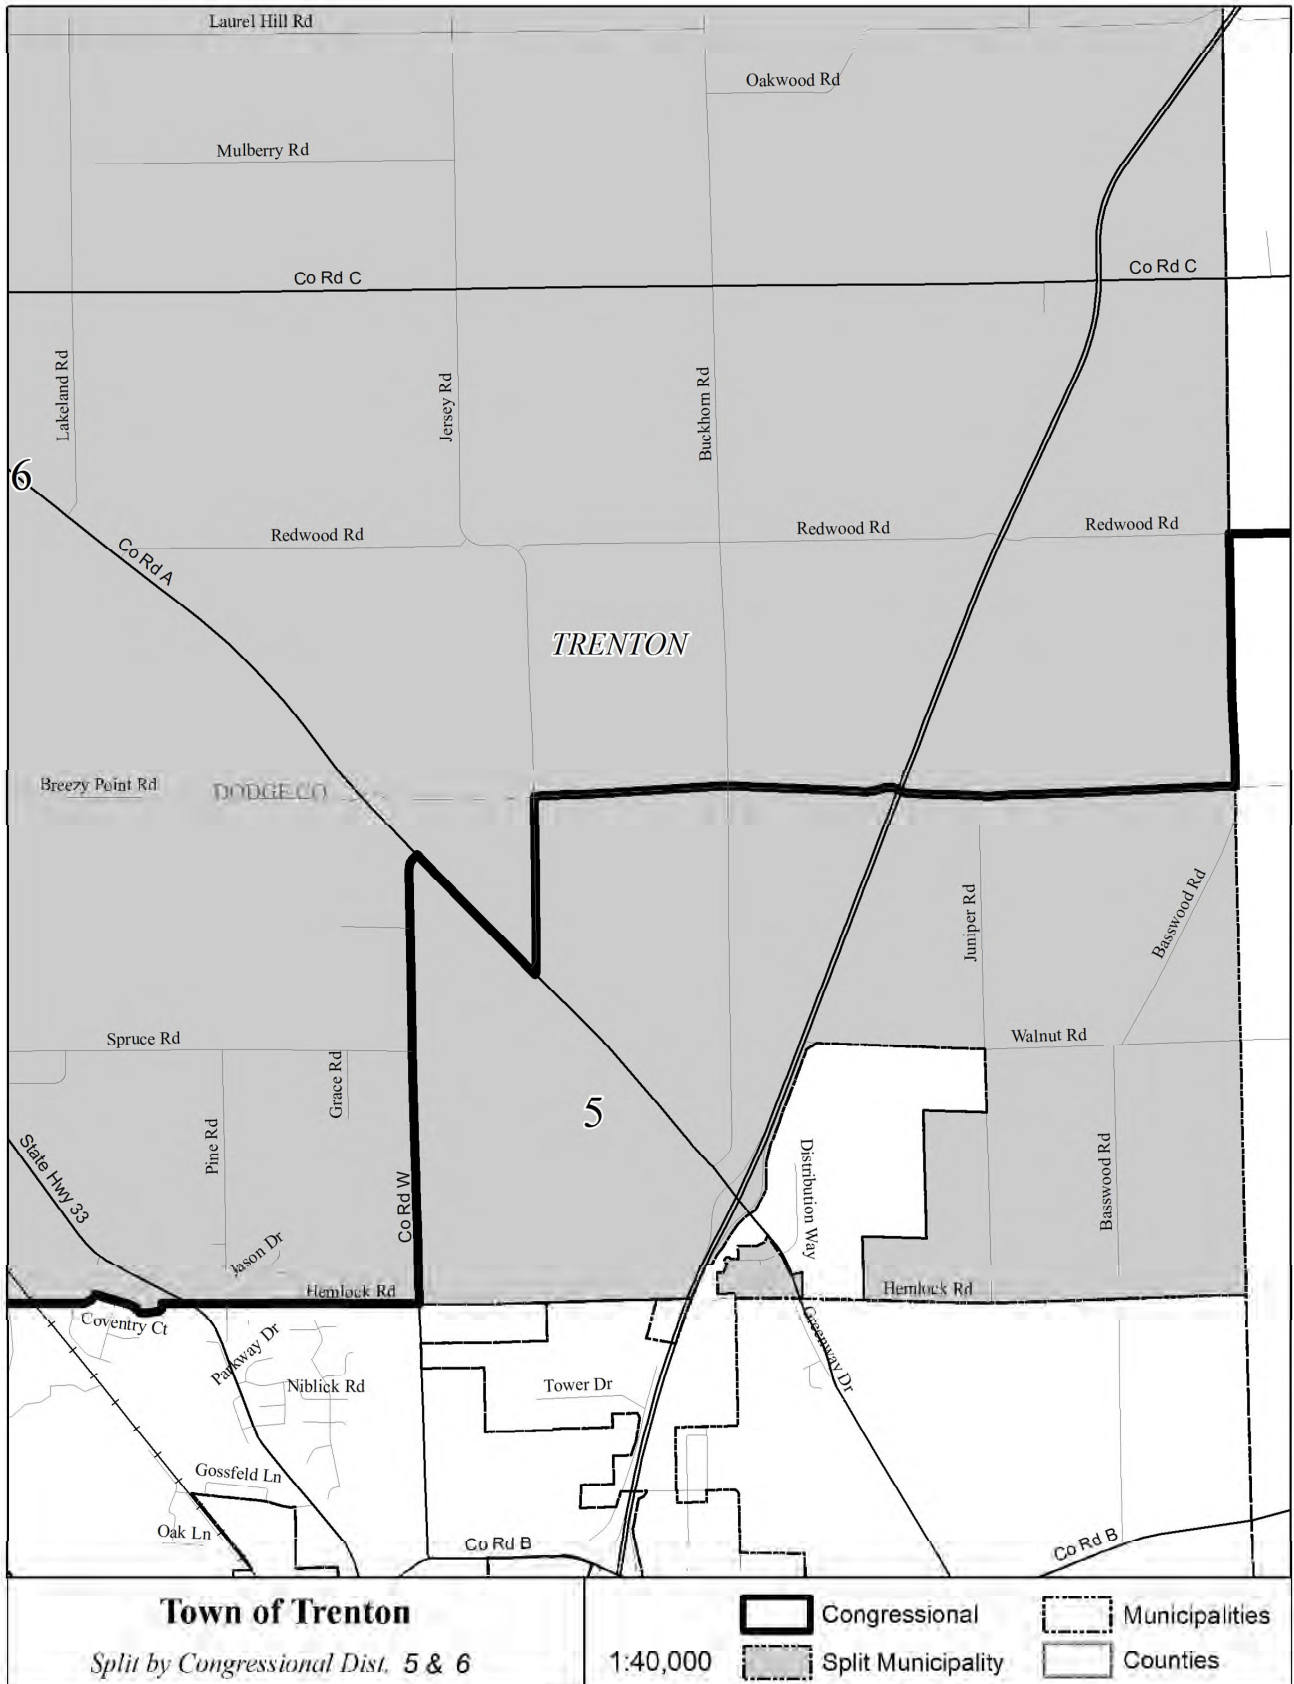 Laurel Hill Rd
Oakwood Rd
Mulberry Rd
Co Rd C
Co Rd C
Lakeland Rd
Jersey Rd
Buckhorn Rd
6
Redwood Rd
Redwood Rd
Redwood Rd
Co Rd A
TRENTON
Breezy Point Rd
DODGE CO
Juniper Rd
Basswood Rd
Spruce Rd
Walnut Rd
Grace Rd
5
Pine Rd
State Hwy 33
Co Rd W
Distribution Way
Basswood Rd
Jason Dr
Hemlock Rd
Hemlock Rd
Coventry Ct
Parkway Dr
Greenway Dr
Niblick Rd
Tower Dr
Gossfeld Ln
Oak Ln
Co Rd B
Co Rd B
Town of Trenton
Split by Congressional Dist. 5 & 6
1:40,000
Congressional
Municipalities
Split Municipality
Counties